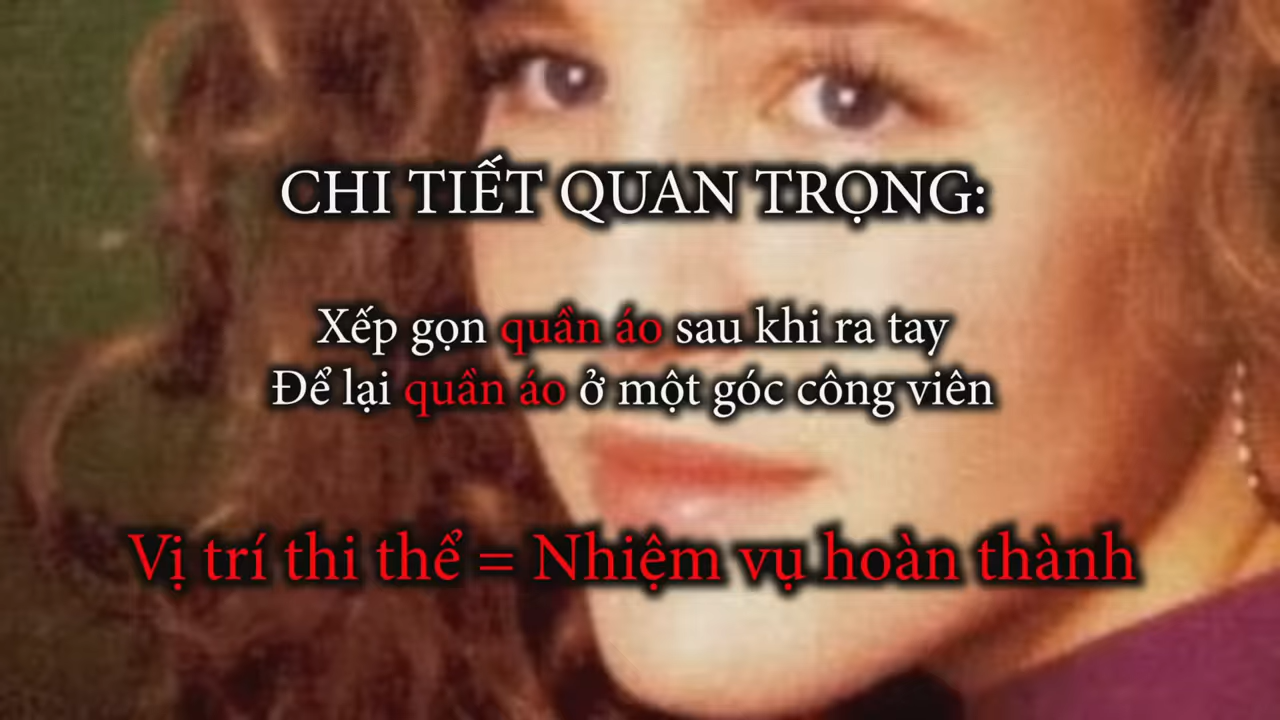 CHI TIẾT QUAN TRỌNG:
Xếp gọn quần áo sau khi ra tay
Để lại quần áo ở một góc công viên
Vị trí thi thể = Nhiệm vụ hoàn thành